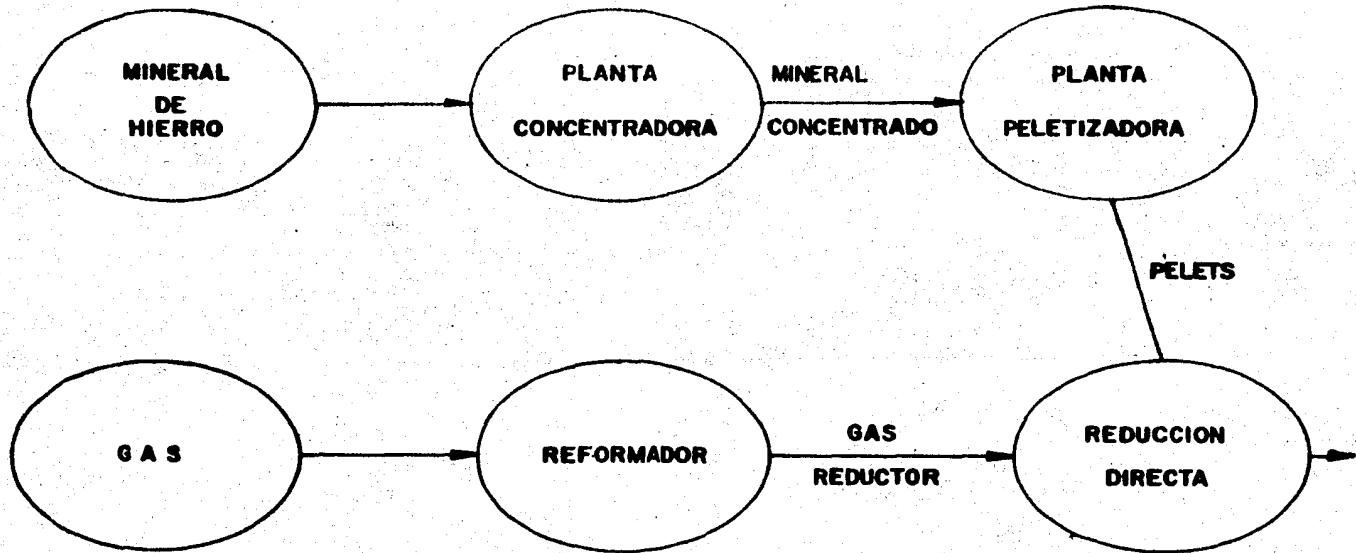 MINERAL
DE
HIERRO
PLANTA
CONCENTRADORA
MINERAL
CONCENTRADO
PLANTA
PELETIZADORA
PELETS
GAS
REFORMADOR
GAS
REDUCTOR
REDUCCION
DIRECTA